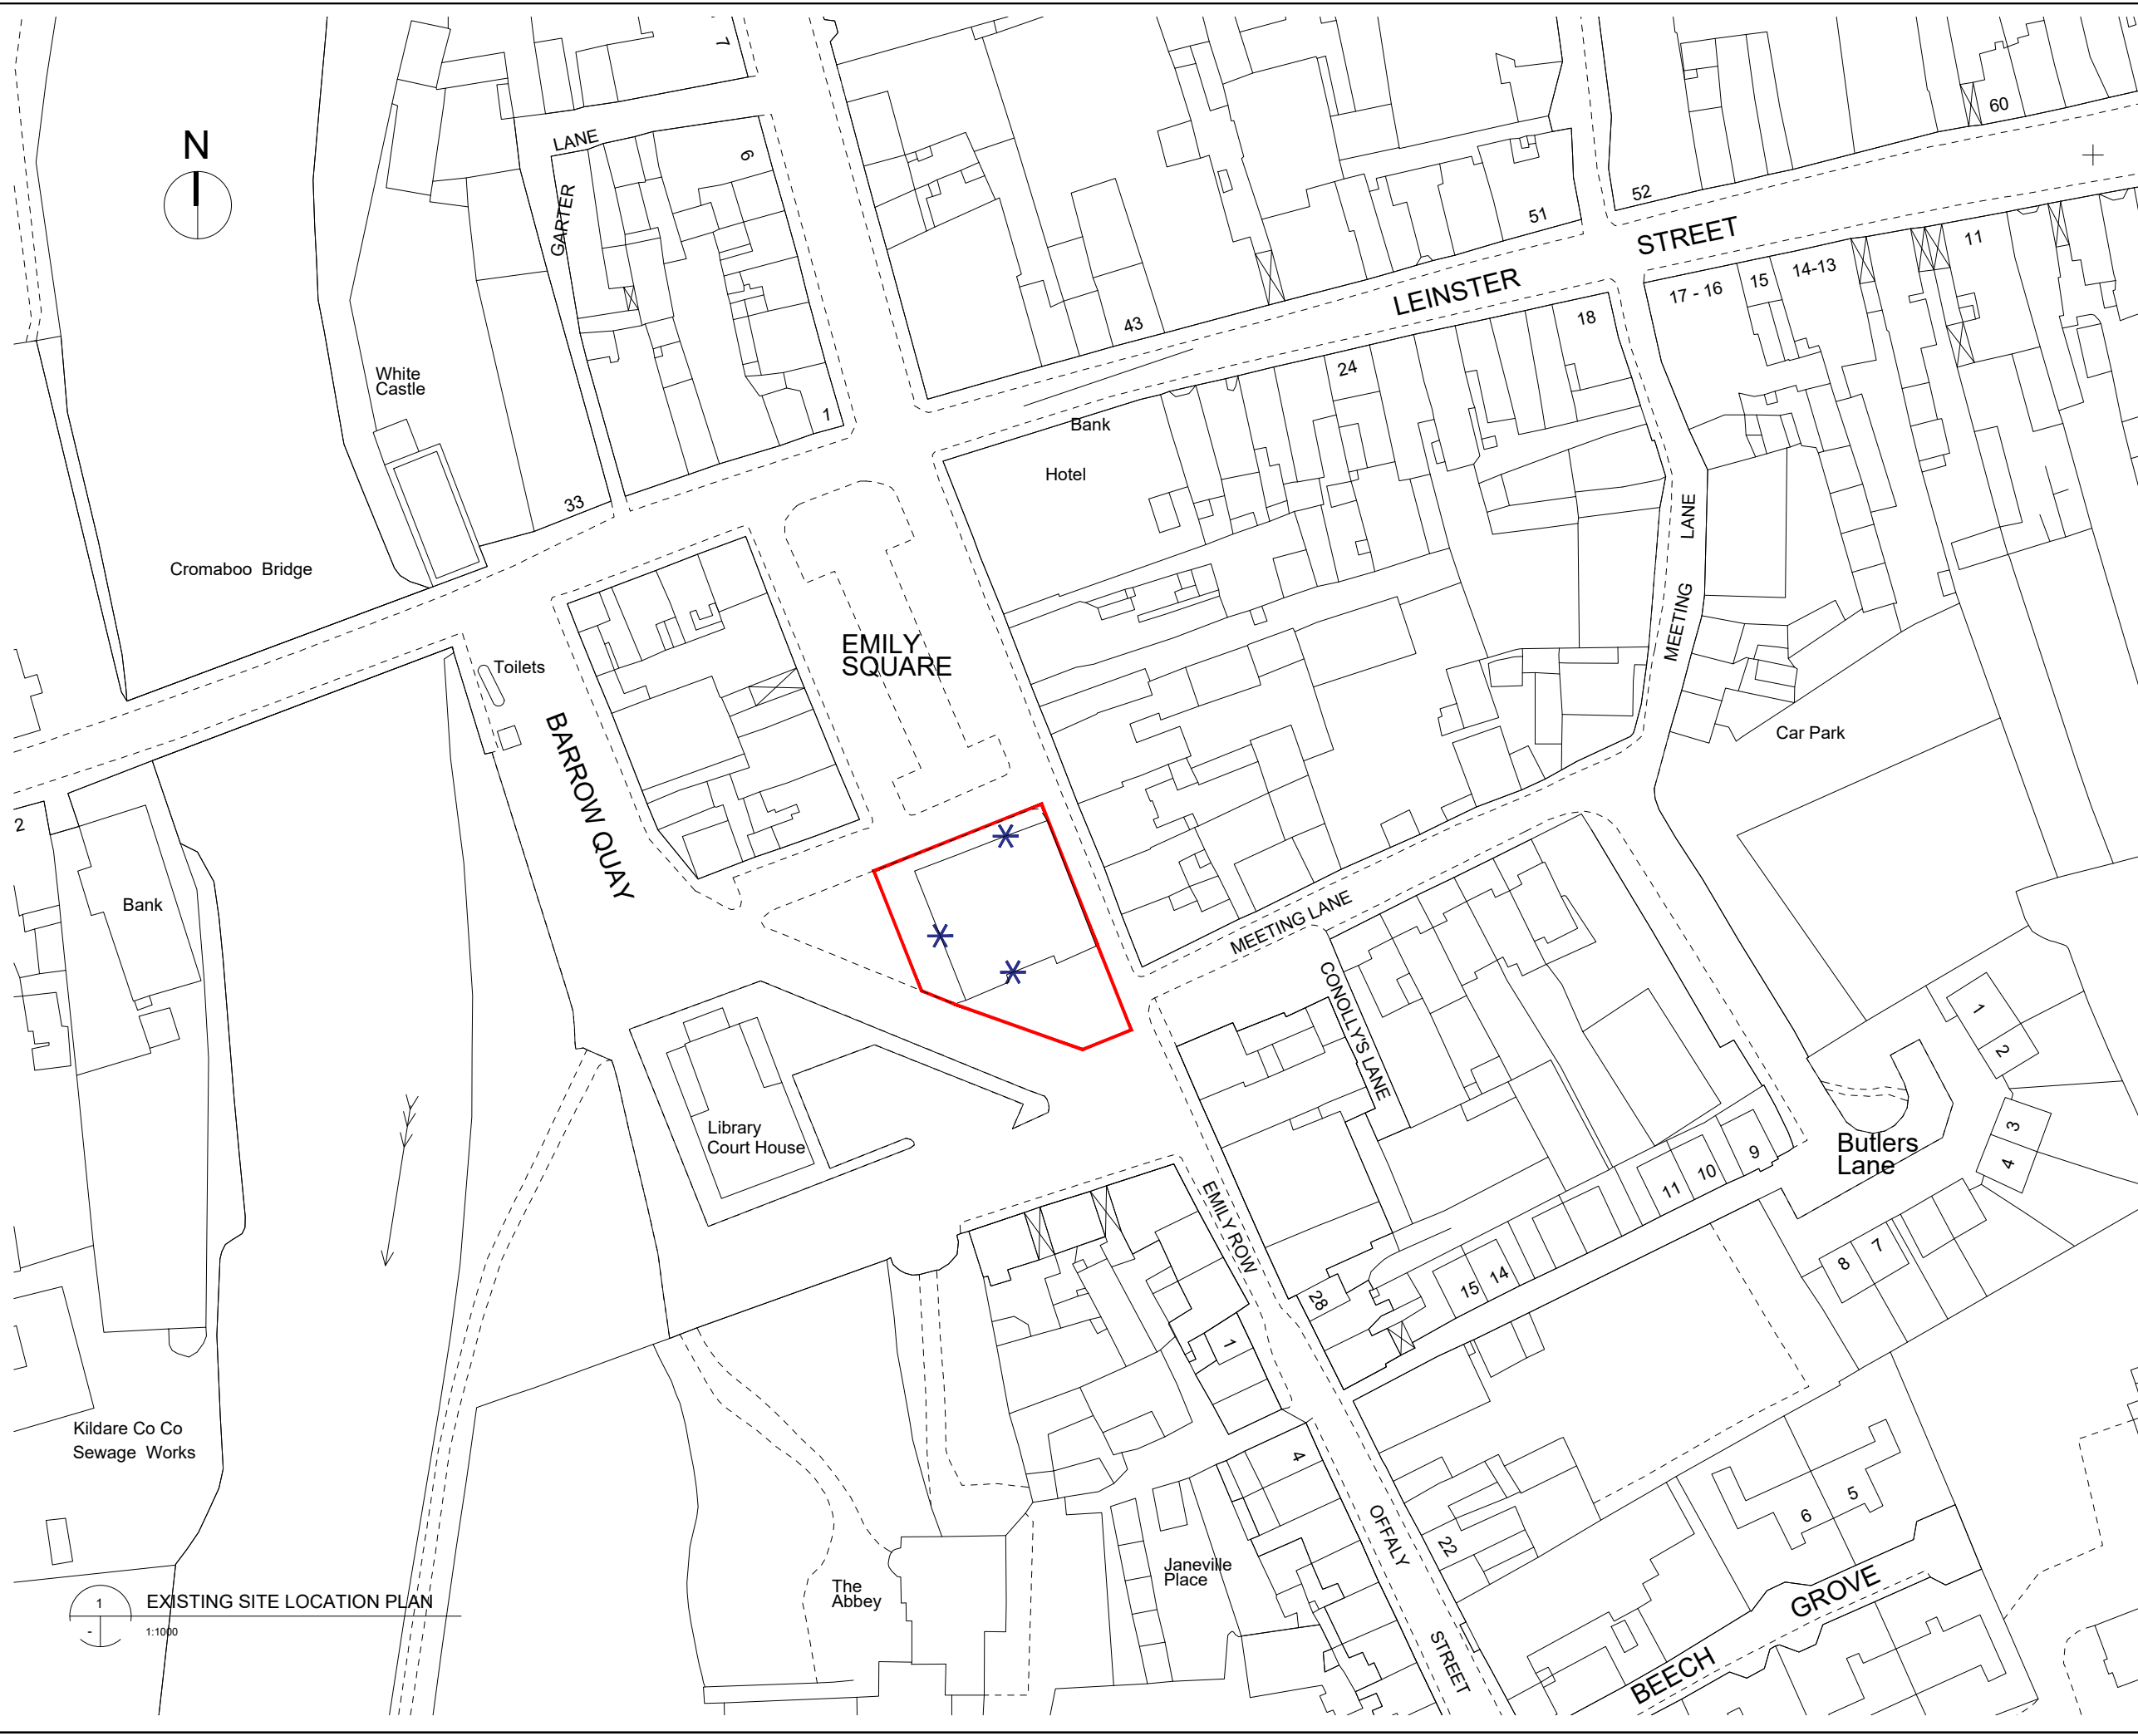 7
N
LANE
6
GARTER
60
52
51
STREET
11
LEINSTER
17 - 16
15
14-13
18
43
24
White
Castle
1
Bank
Hotel
33
LANE
Cromaboo Bridge
MEETING
EMILY
SQUARE
Toilets
BARROW QUAY
Car Park
2
Bank
MEETING LANE
CONOLLY'S LANE
1
2
3
4
Library
Court House
Butlers
Lane
9
10
11
EMILY ROW
7
8
14
15
28
1
Kildare Co Co
Sewage Works
4
5
6
OFFALY
22
Janeville
Place
The
Abbey
GROVE
1
-
EXISTING SITE LOCATION PLAN
1:1000
STREET
BEECH